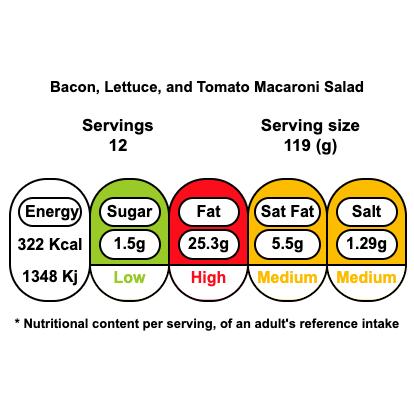 Bacon, Lettuce, and Tomato Macaroni Salad
Servings
12
Serving size
119 (g)
Energy
322 Kcal
1348 Kj
Sugar
1.5g
Low
Fat
25.3g
High
Sat Fat
5.5g
Medium
Salt
1.29g
Medium
* Nutritional content per serving, of an adult's reference intake